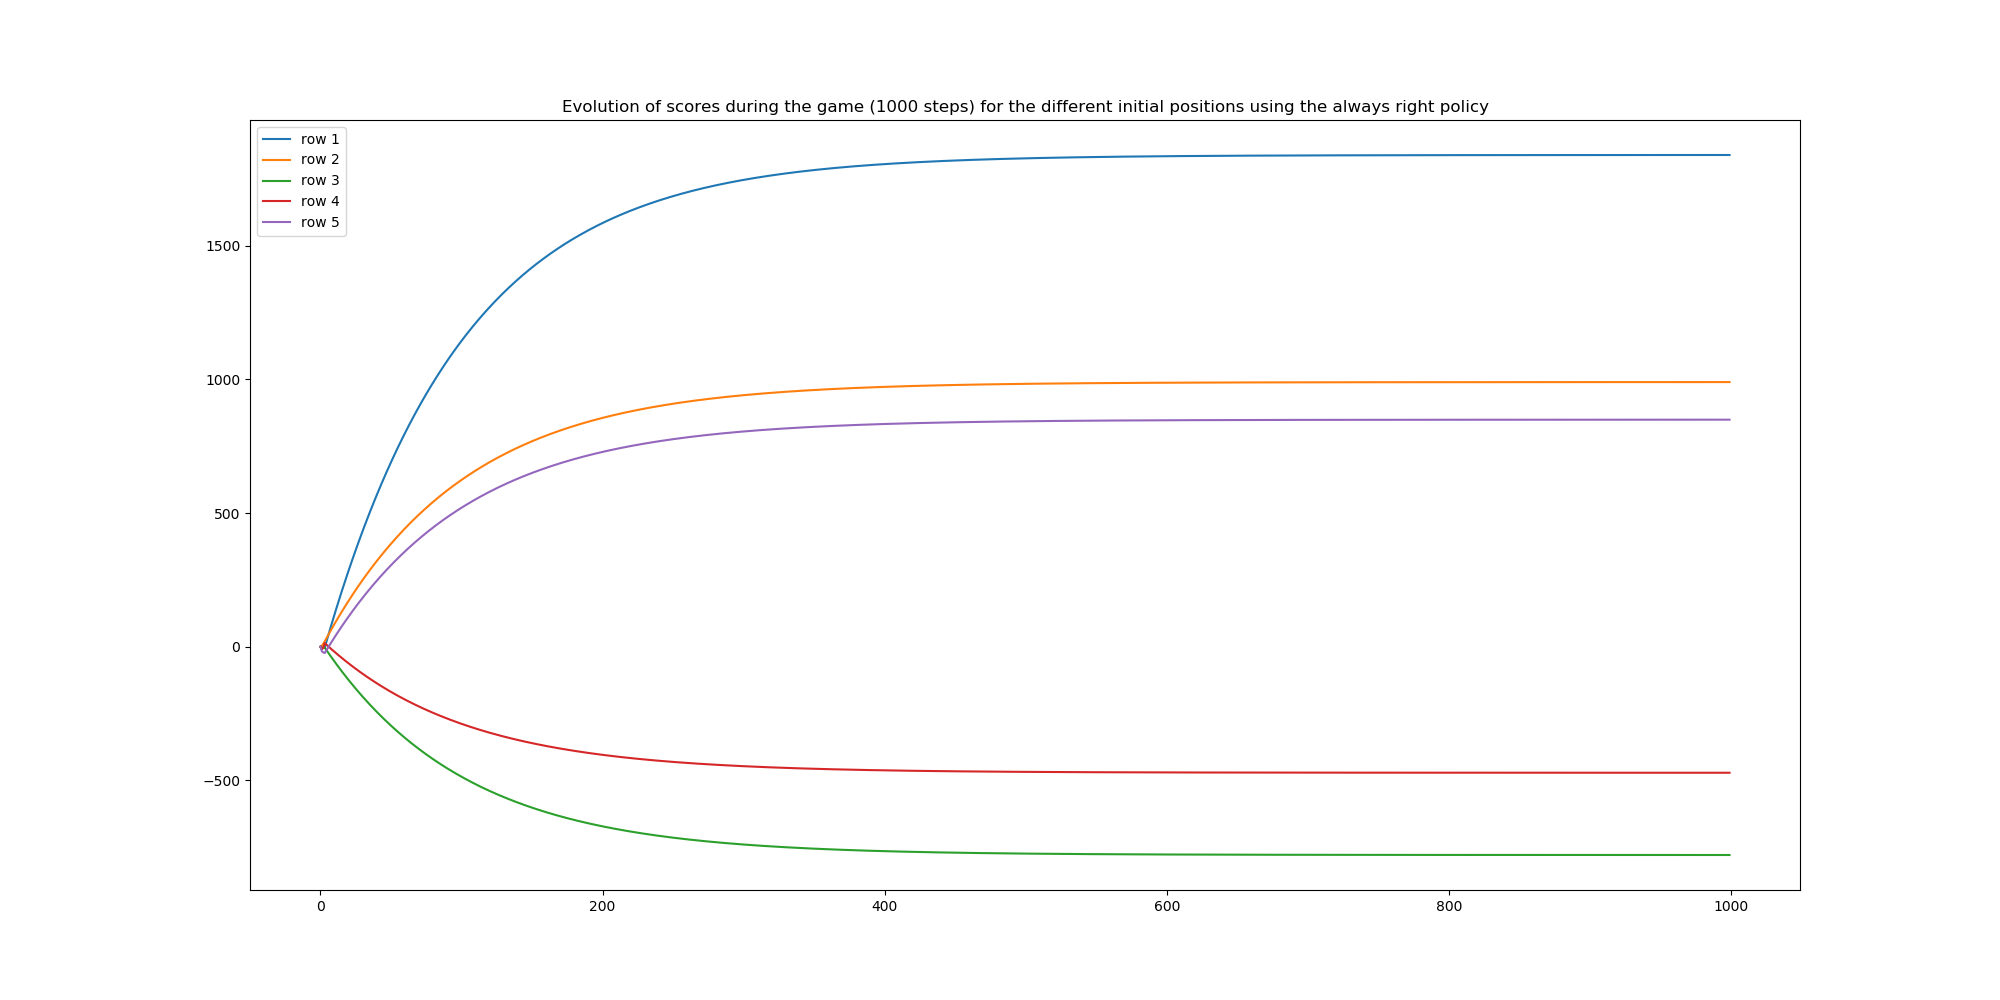 Evolution of scores during the game (1000 steps) for the different initial positions using the always right policy
row 1
row 2
row 3
row 4
row 5
1500
1000
500
0
−500
0 200 400 600 800 1000